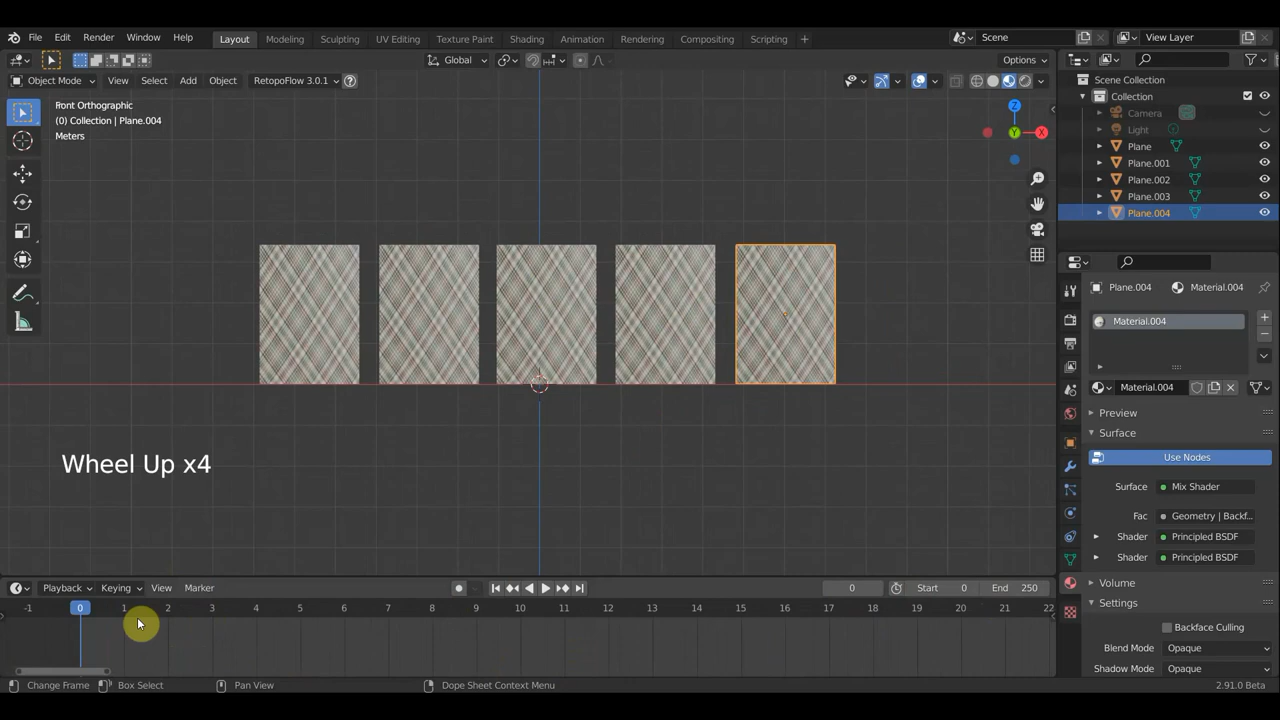 File Edit Render Window Help Layout Modeling Sculpting UV Editing Texture Paint Shading Animation Rendering Compositing Scripting + Scene View Layer
Global Options
Object Mode View Select Add Object RetopoFlow 3.0.1
Front Orthographic
(0) Collection | Plane.004
Meters
Z
Y
X
Scene Collection
Collection
Camera
Light
Plane
Plane.001
Plane.002
Plane.003
Plane.004
Plane.004 Material.004
Material.004
Material.004
Preview
Surface
Use Nodes
Surface Mix Shader
Fac Geometry | Backf...
Shader Principled BSDF
Shader Principled BSDF
Volume
Settings
Backface Culling
Blend Mode Opaque
Shadow Mode Opaque
Wheel Up x4
Playback Keying View Marker 0 Start 0 End 250
-1 0 1 2 3 4 5 6 7 8 9 10 11 12 13 14 15 16 17 18 19 20 21 22
Change Frame Box Select Pan View Dope Sheet Context Menu 2.91.0 Beta